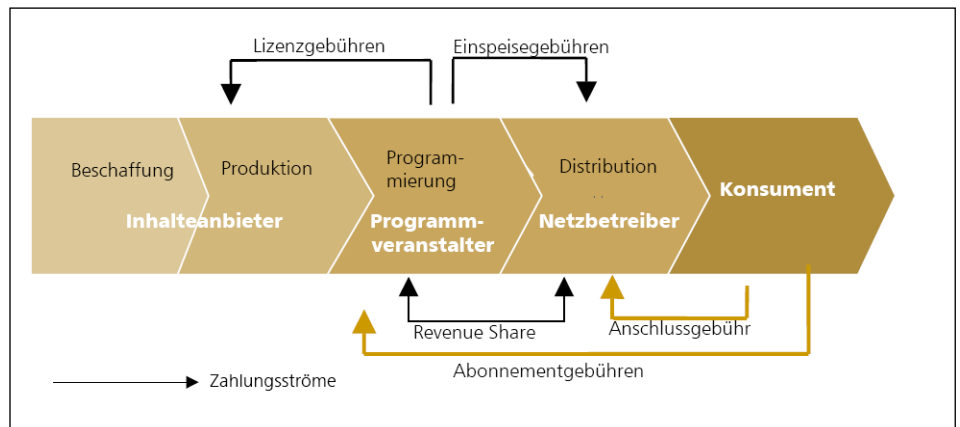 Lizenzgebühren
Einspeisegebühren
Beschaffung
Produktion
Program-
mierung
Distribution
Inhalteanbieter
Programm-
veranstalter
Netzbetreiber
Konsument
Revenue Share
Anschlussgebühr
Abonnementgebühren
Zahlungsströme